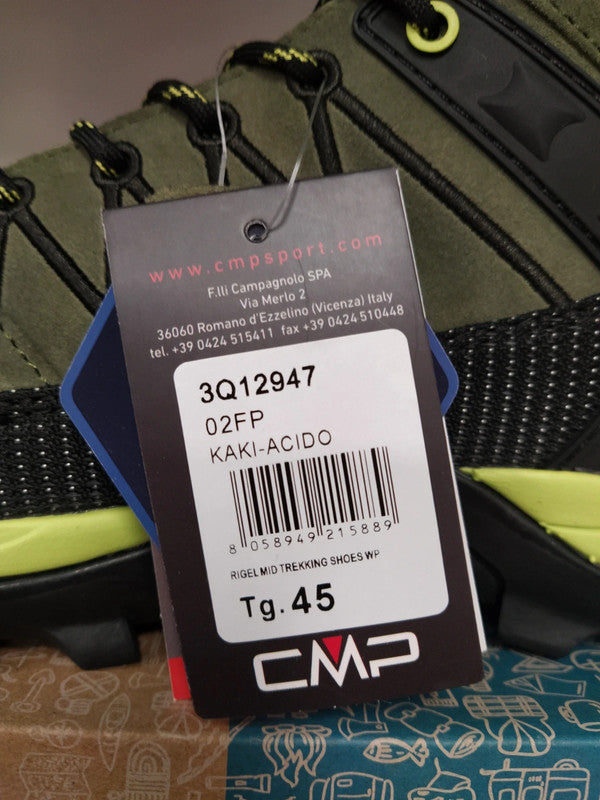 www.cmpsport.com
F.lli Campagnolo SPA
Via Merlo 2
36060 Romano d'Ezzelino (Vicenza) Italy
tel. +39 0424 515411 fax +39 0424 510448
3Q12947
02FP
KAKI-ACIDO
8 058949 215889
RIGEL MID TREKKING SHOES WP
Tg. 45
CMP